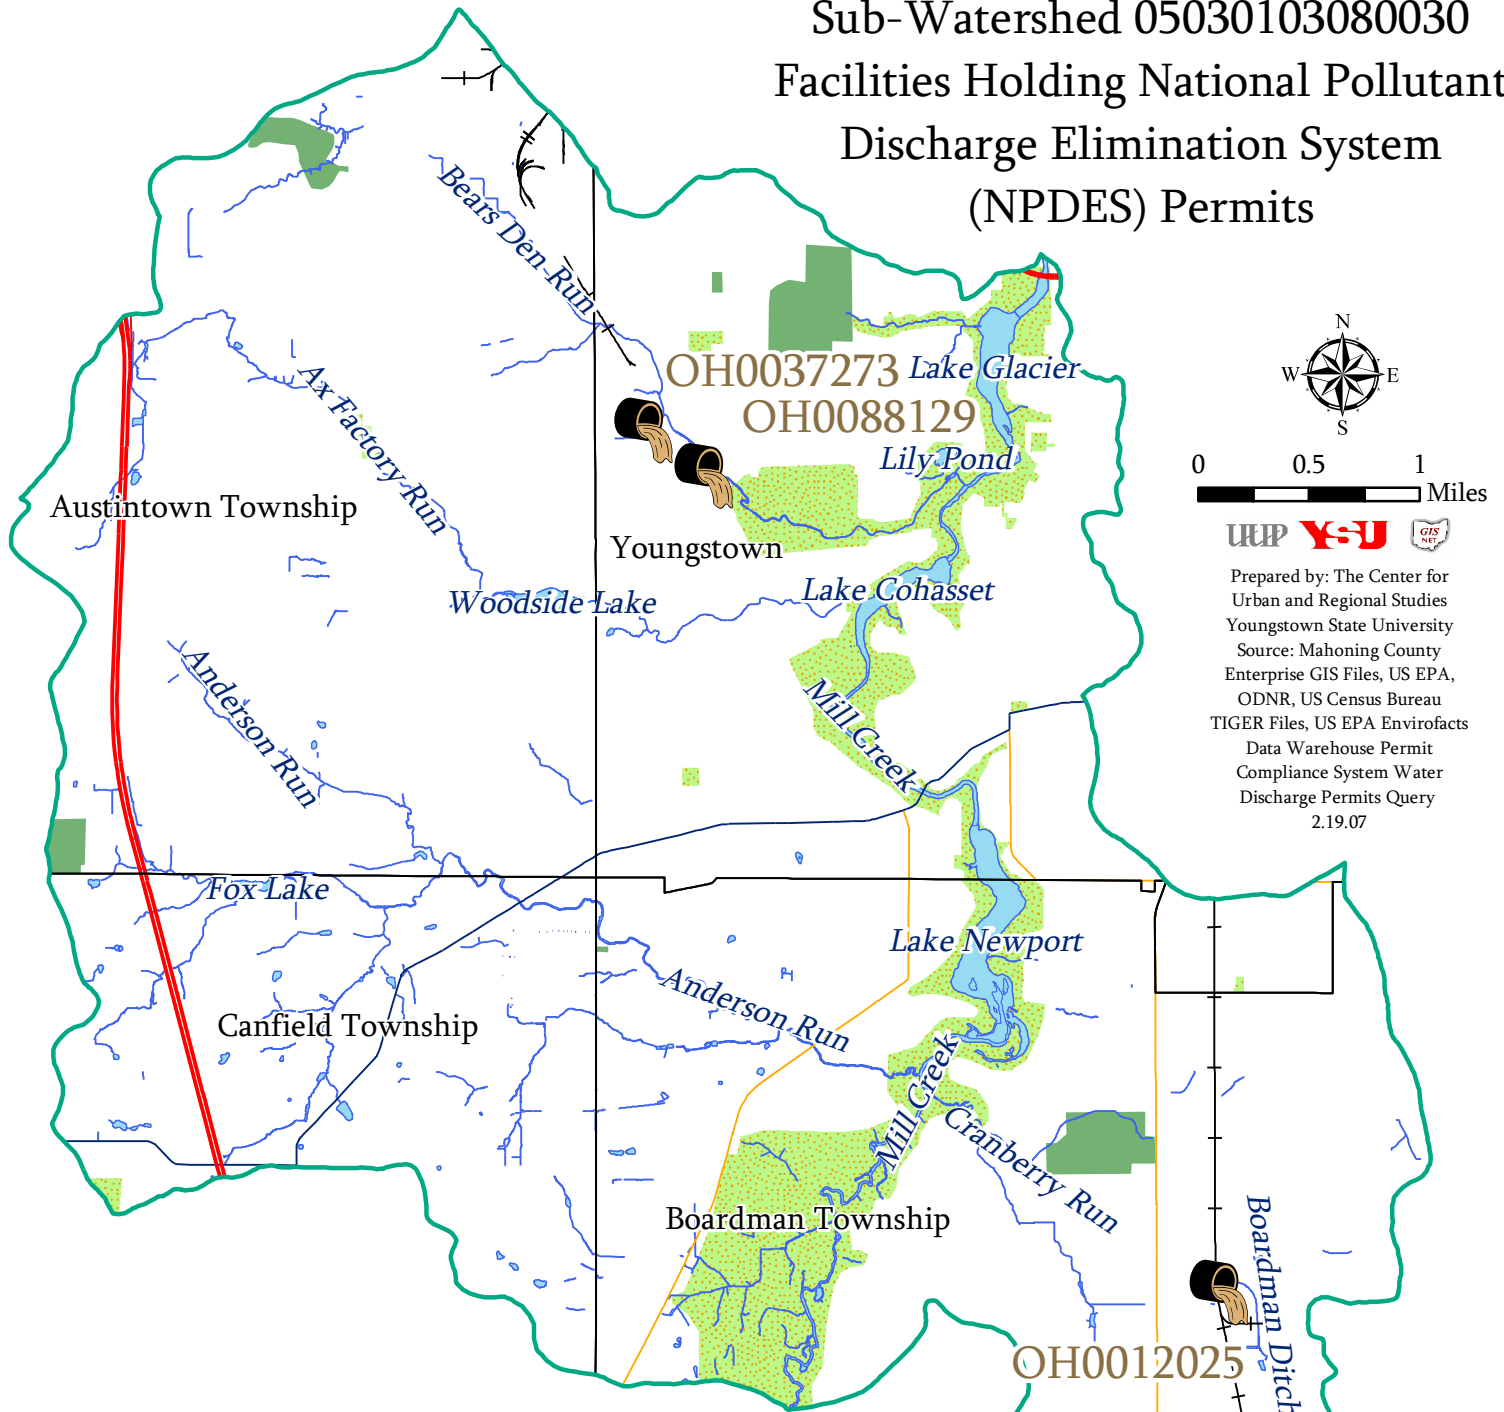 Sub-Watershed 05030103080030
Facilities Holding National Pollutant
Discharge Elimination System
(NPDES) Permits
Bears Den Run
OH0037273
Lake Glacier
OH0088129
Lily Pond
Ax Factory Run
Austintown Township
Youngstown
Woodside Lake
Lake Cohasset
Anderson Run
Mill Creek
Fox Lake
Lake Newport
Anderson Run
Canfield Township
Mill Creek
Cranberry Run
Boardman Township
Boardman Ditch
OH0012025
N
W E
S
0 0.5 1
Miles
UUP YSU GIS
NET
Prepared by: The Center for
Urban and Regional Studies
Youngstown State University
Source: Mahoning County
Enterprise GIS Files, US EPA,
ODNR, US Census Bureau
TIGER Files, US EPA Envirofacts
Data Warehouse Permit
Compliance System Water
Discharge Permits Query
2.19.07